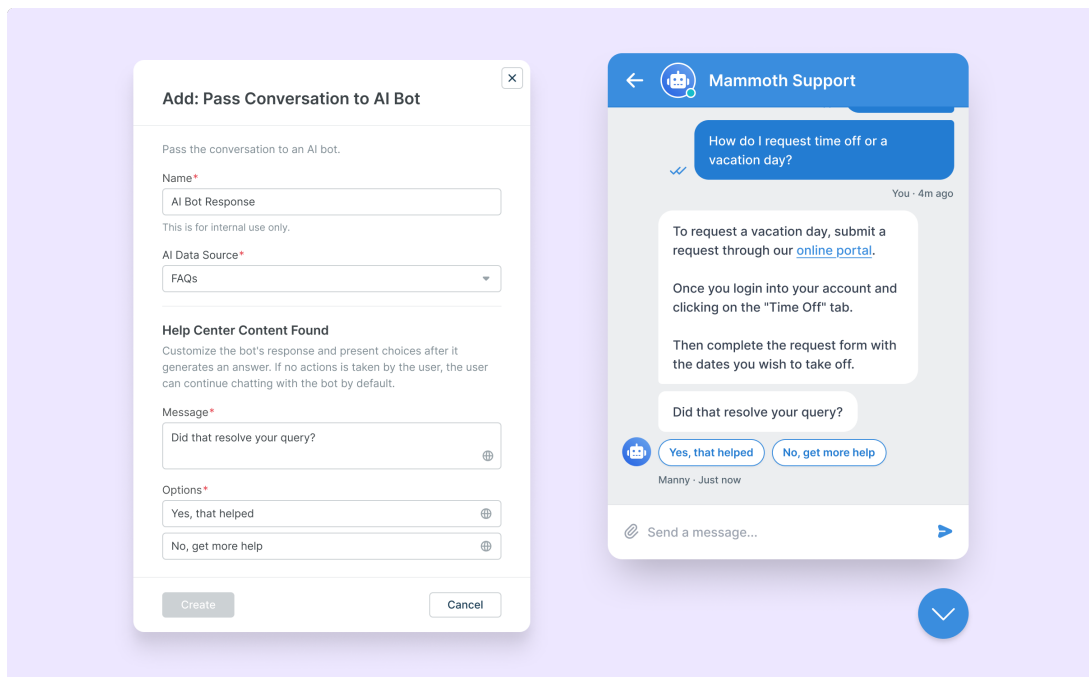 Add: Pass Conversation to AI Bot
Pass the conversation to an AI bot.
Name*
AI Bot Response
This is for internal use only.
AI Data Source*
FAQs
Help Center Content Found
Customize the bot's response and present choices after it
generates an answer. If no actions is taken by the user, the user
can continue chatting with the bot by default.
Message*
Did that resolve your query?
Options*
Yes, that helped
No, get more help
Create
Cancel
Mammoth Support
How do I request time off or a
vacation day?
You · 4m ago
To request a vacation day, submit a
request through our online portal.
Once you login into your account and
clicking on the "Time Off" tab.
Then complete the request form with
the dates you wish to take off.
Did that resolve your query?
Yes, that helped
No, get more help
Manny · Just now
Send a message...